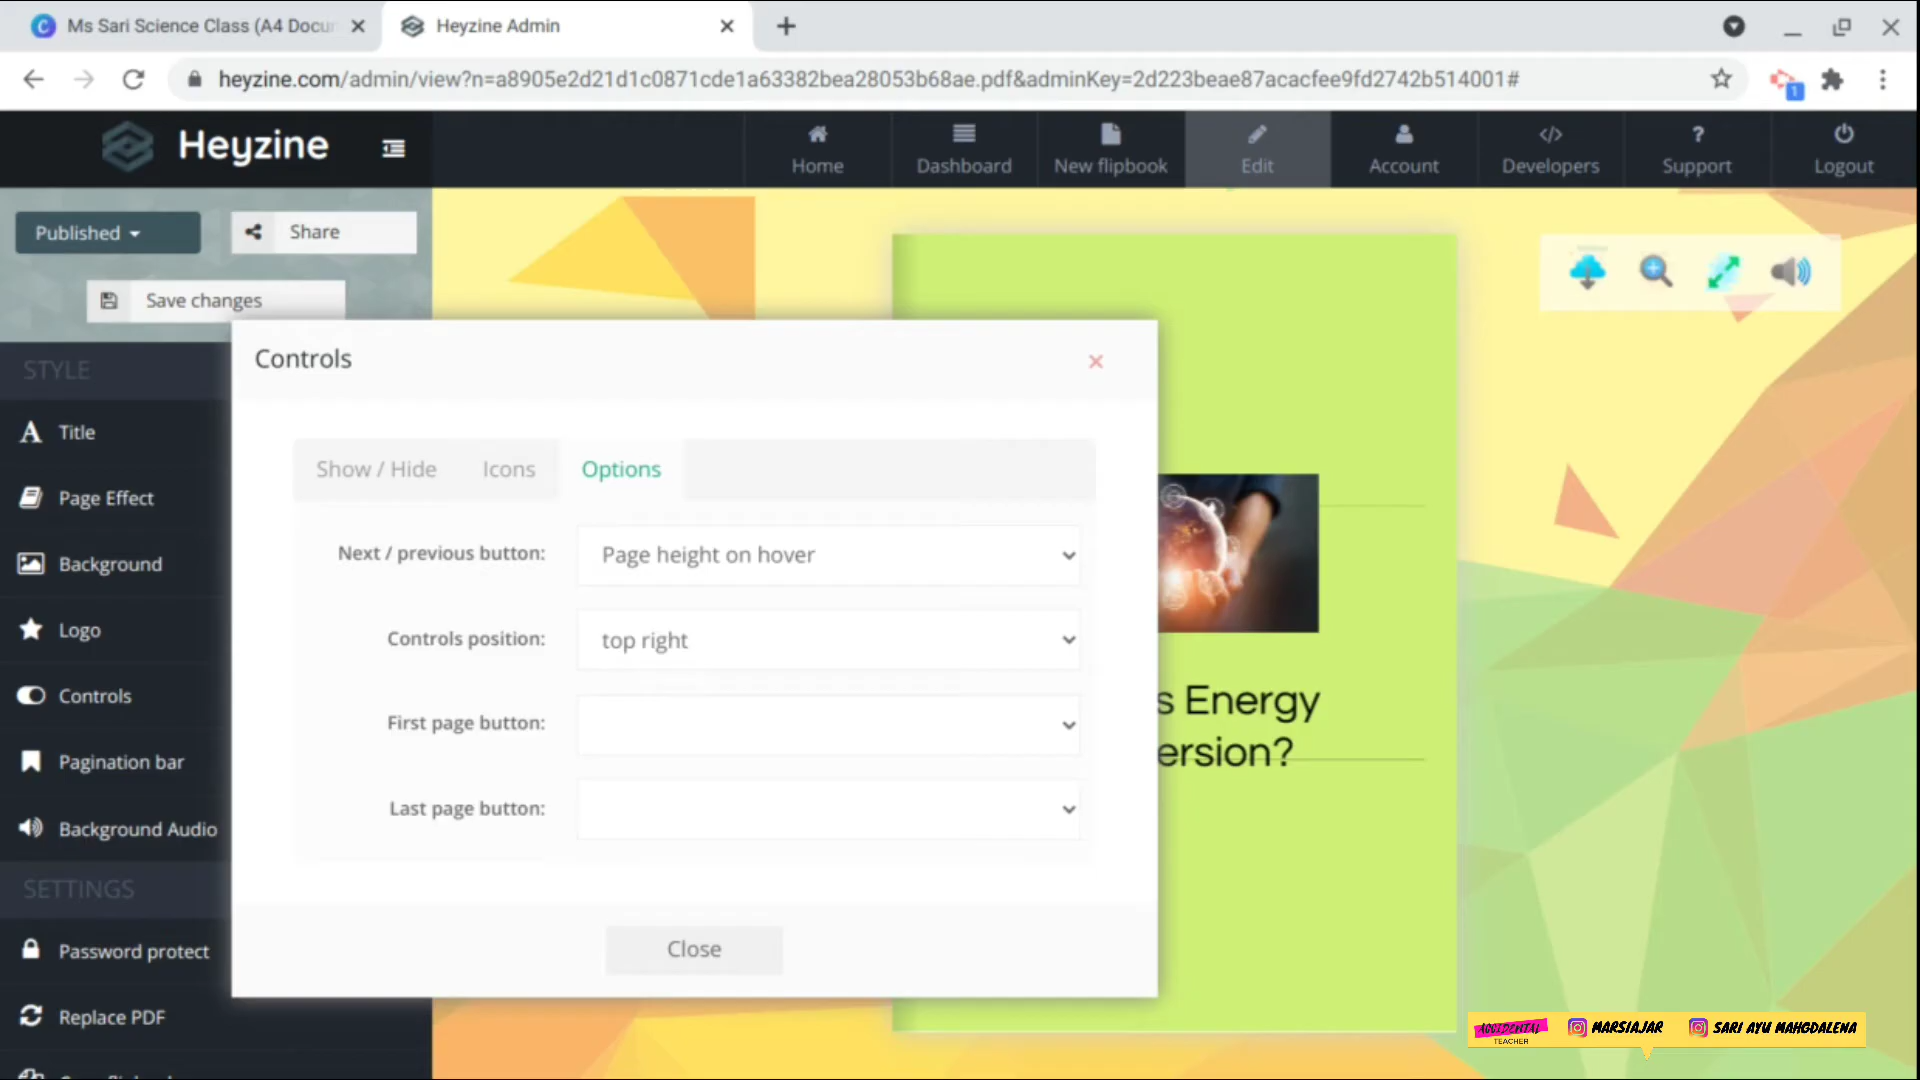 Ms Sari Science Class (A4 Docu
Heyzine Admin
heyzine.com/admin/view?n=a8905e2d21d1c0871cde1a63382bea28053b68ae.pdf&adminKey=2d223beae87acacfee9fd2742b514001#
1
Heyzine
Home
Dashboard
New flipbook
Edit
Account
Developers
Support
Logout
Published
Share
Save changes
STYLE
Title
Page Effect
Background
Logo
Controls
Pagination bar
Background Audio
SETTINGS
Password protect
Replace PDF
Controls
Show / Hide
Icons
Options
Next / previous button:
Page height on hover
Controls position:
top right
First page button:
Last page button:
Close
s Energy
ersion?
ACCIDENTAL
TEACHER
MARSIAJAR
SARI AYU MAHGDALENA